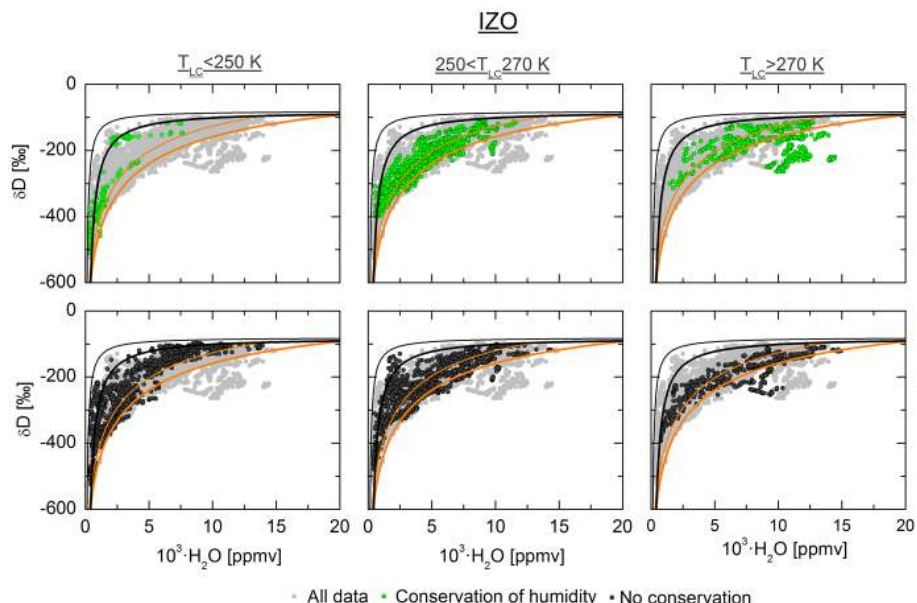 IZO
T_LC<250 K
250<T_LC270 K
T_LC>270 K
0
-200
-400
-600
δD [‰]
0
-200
-400
-600
δD [‰]
0 5 10 15 20
0 5 10 15 20
0 5 10 15 20
10³·H₂O [ppmv]
10³·H₂O [ppmv]
10³·H₂O [ppmv]
All data Conservation of humidity No conservation